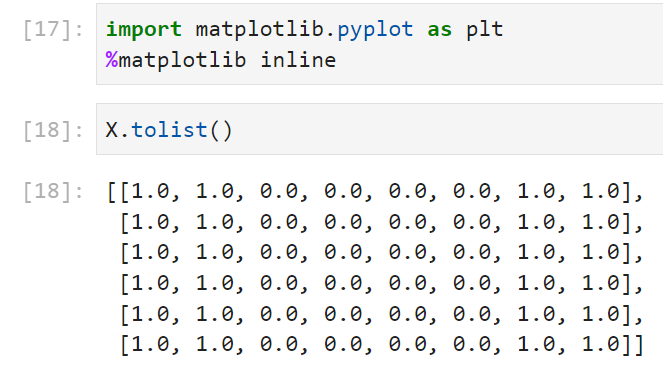 [17]: import matplotlib.pyplot as plt
%matplotlib inline
[18]: X.tolist()
[18]: [[1.0, 1.0, 0.0, 0.0, 0.0, 0.0, 1.0, 1.0],
[1.0, 1.0, 0.0, 0.0, 0.0, 0.0, 1.0, 1.0],
[1.0, 1.0, 0.0, 0.0, 0.0, 0.0, 1.0, 1.0],
[1.0, 1.0, 0.0, 0.0, 0.0, 0.0, 1.0, 1.0],
[1.0, 1.0, 0.0, 0.0, 0.0, 0.0, 1.0, 1.0],
[1.0, 1.0, 0.0, 0.0, 0.0, 0.0, 1.0, 1.0]]